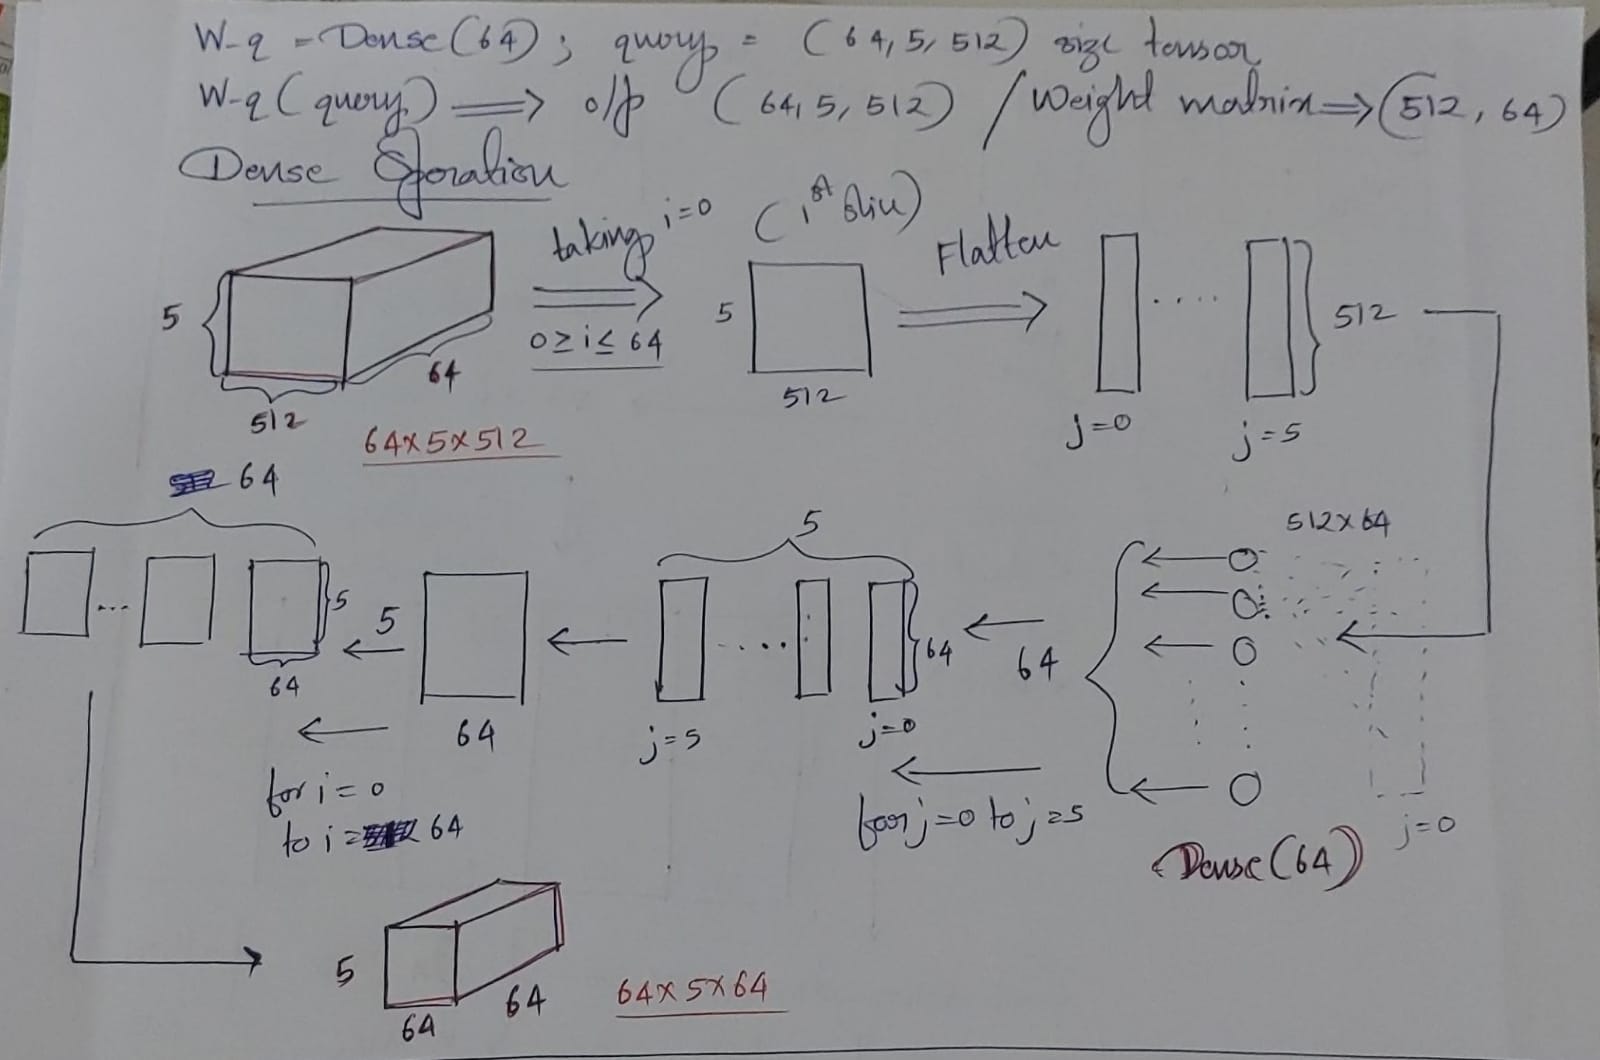 W-q = Dense(64) ; query = (64, 5, 512) size tensor
W-q (query) => o/p (64, 5, 512) / Weight matrix => (512, 64)
Dense Operation
taking i=0
(1st slice)
Flatten
5
0 ≥ i ≤ 64
5
512
64
512
512
j=0
j=5
64x5x512
64
5
512x64
5
5
64
64
64
64
j=5
j=0
for i=0
to i= 64
for j=0 to j=5
j=0
Dense(64)
5
64
64
64x5x64